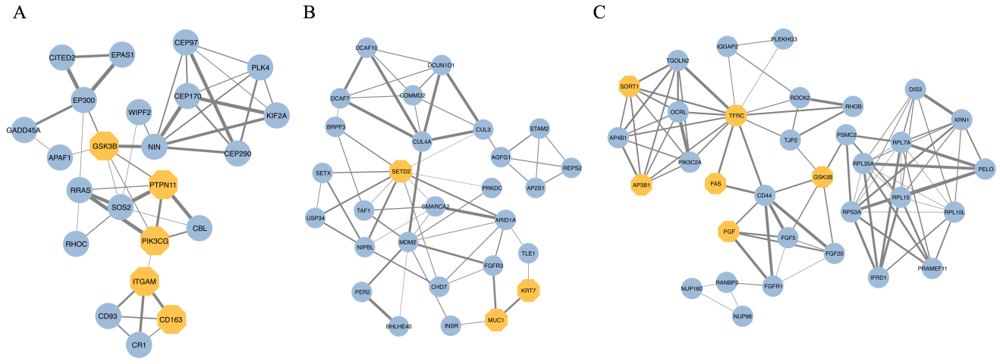 A
CITED2
EPAS1
CEP97
PLK4
EP300
CEP170
WIPF2
KIF2A
GADD45A
GSK3B
NIN
CEP290
APAF1
RRAS
PTPN11
SOS2
CBL
RHOC
PIK3CG
ITGAM
CD93
CD163
CR1
B
DCAF10
DCUN1D1
DCAF7
COMMD2
BRPF3
CUL4A
CUL3
STAM2
AGFG1
REPS2
AP2S1
SETX
SETD2
PRKDC
TAF1
SMARCA2
USP34
ARID1A
NIPBL
MDM2
TLE1
FGFR3
PER2
CHD7
KRT7
MUC1
BHLHE40
INSR
C
PLEKHG3
IQGAP2
TGOLN2
SORT1
ROCK2
RHOB
DIS3
OCRL
TFRC
XRN1
AP4B1
TJP2
PSMC2
RPL7A
PIK3C2A
RPL35A
PELO
AP3B1
FAS
GSK3B
CD44
RPL15
RPS3A
RPL10L
PGF
FGF5
FGF20
PRAMEF11
IFRD1
RANBP2
NUP160
FGFR1
NUP98